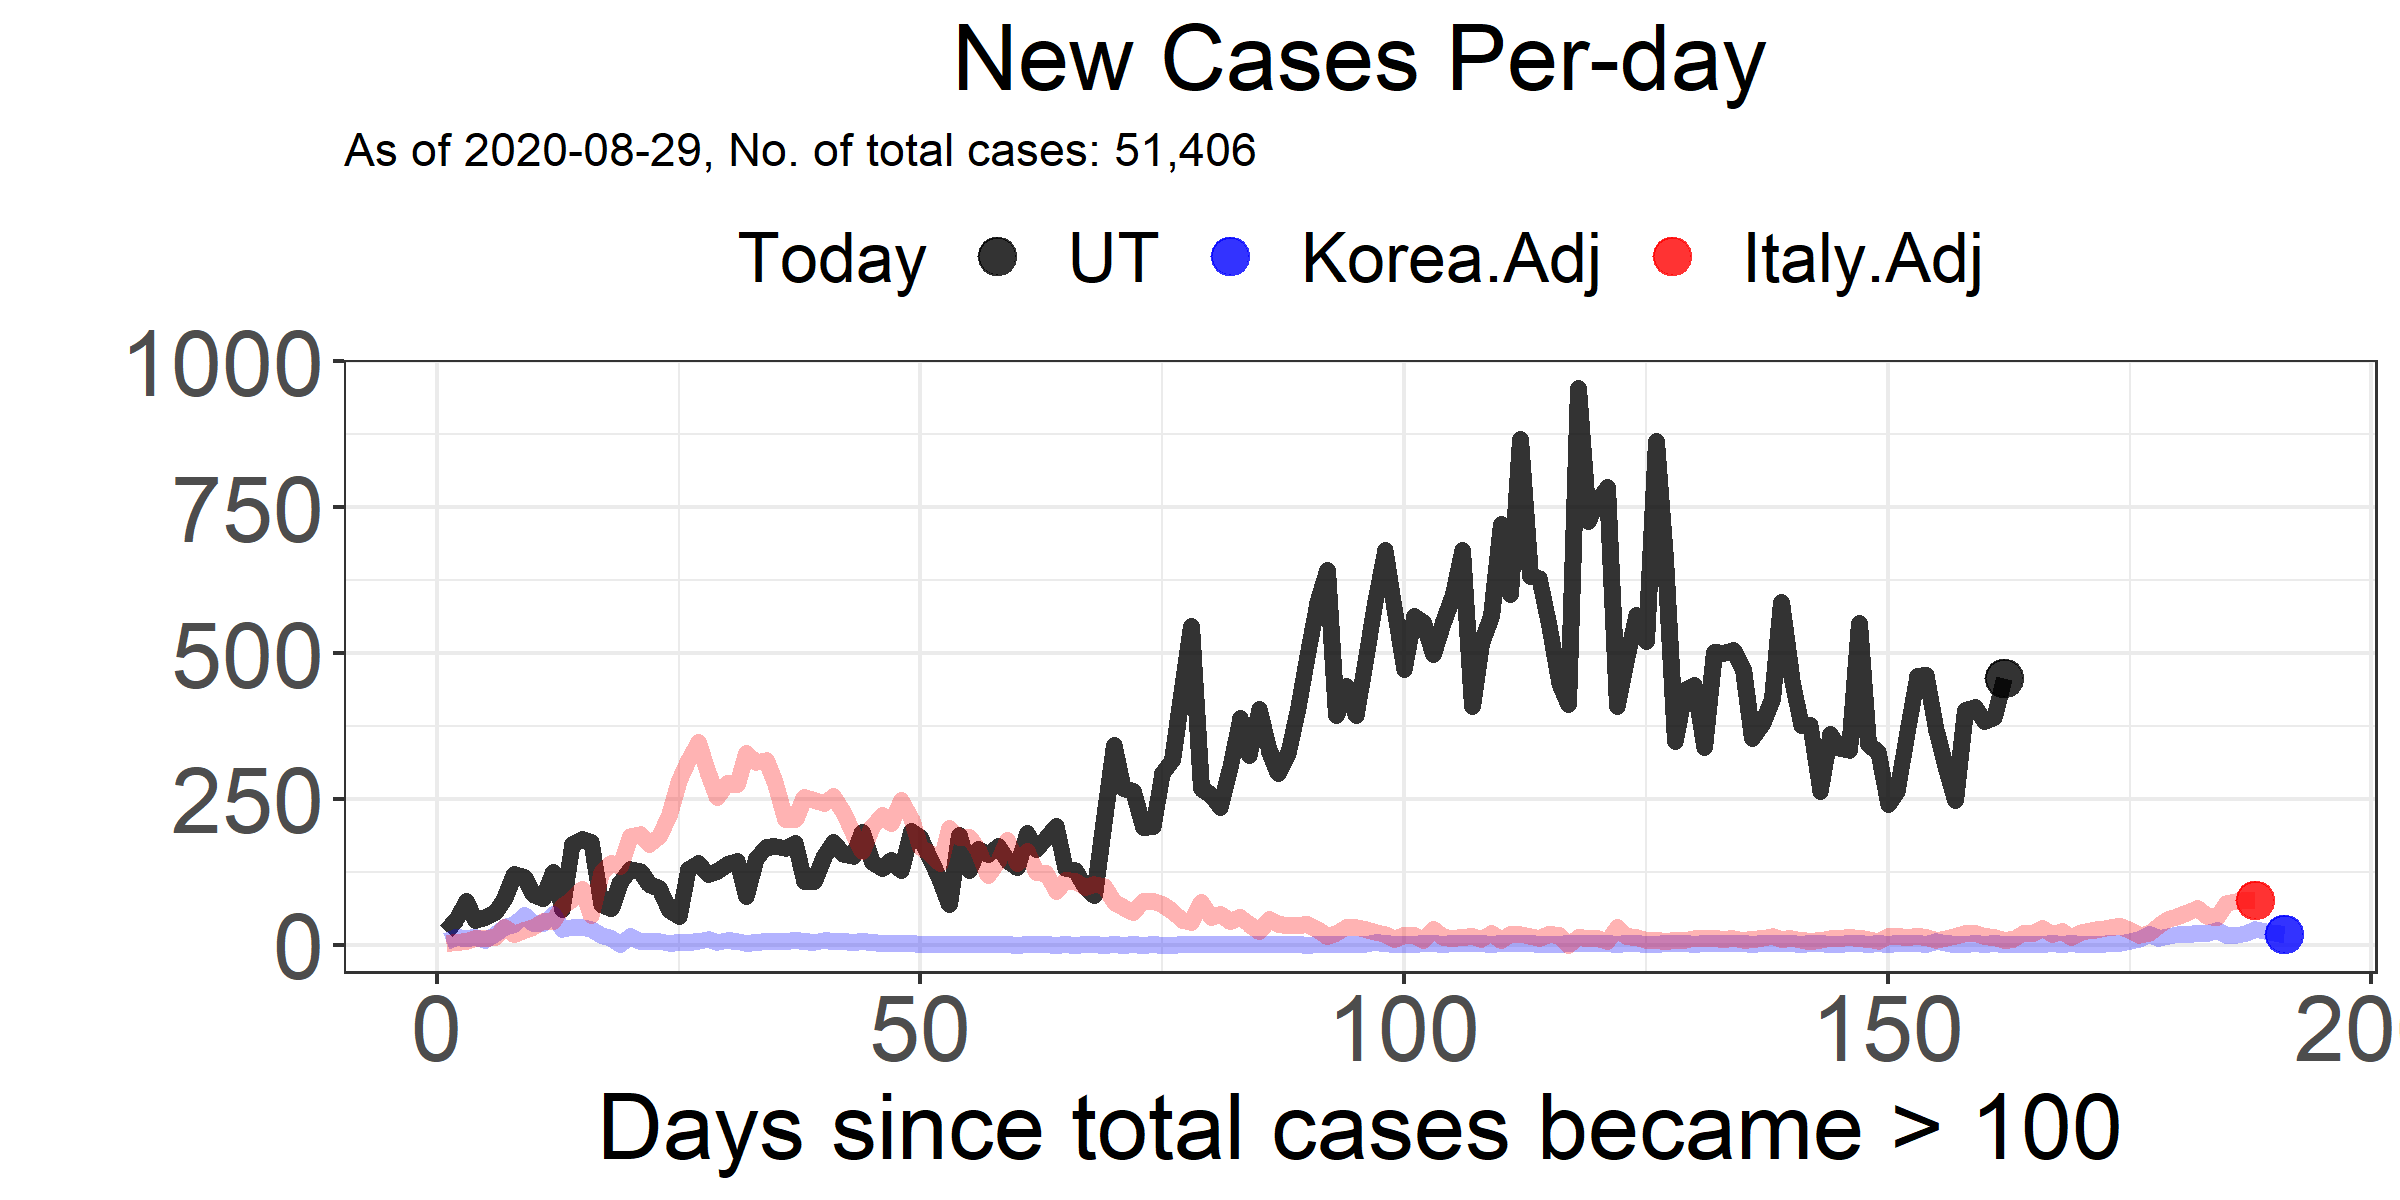 New Cases Per-day
As of 2020-08-29, No. of total cases: 51,406
Today UT Korea.Adj Italy.Adj
1000
750
500
250
0
0 50 100 150 20
Days since total cases became > 100